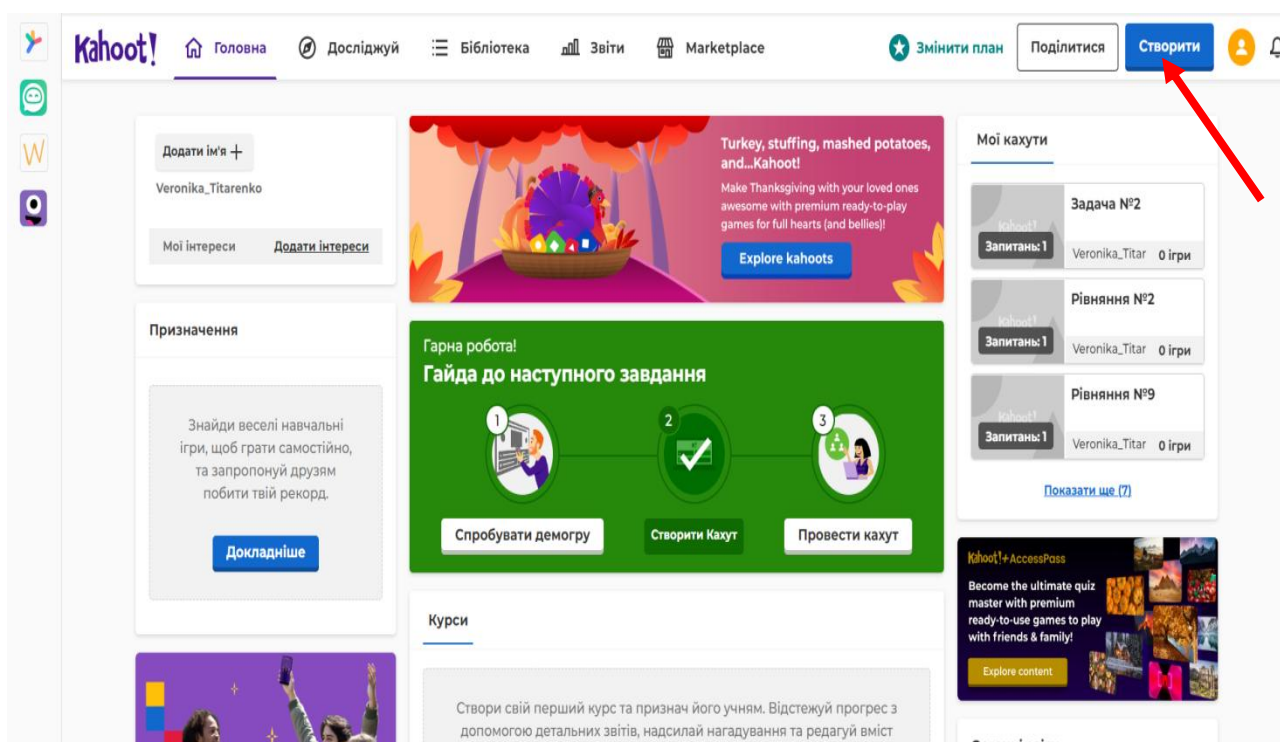 Kahoot!
Головна
Досліджуй
Бібліотека
Звіти
Marketplace
Змінити план
Поділитися
Створити
W
Додати ім'я +
Veronika_Titarenko
Мої інтереси Додати інтереси
Призначення
Знайди веселі навчальні
ігри, щоб грати самостійно,
та запропонуй друзям
побити твій рекорд.
Докладніше
Turkey, stuffing, mashed potatoes,
and...Kahoot!
Make Thanksgiving with your loved ones
awesome with premium ready-to-play
games for full hearts (and bellies)!
Explore kahoots
Гарна робота!
Гайда до наступного завдання
1
2
3
Спробувати демогру
Створити Кахут
Провести кахут
Курси
Створи свій перший курс та признач його учням. Відстежуй прогрес з
допомогою детальних звітів, надсилай нагадування та редагуй вміст
Мої кахути
Kahoot!
Запитань: 1
Задача №2
Veronika_Titar 0 ігри
Kahoot!
Запитань: 1
Рівняння №2
Veronika_Titar 0 ігри
Kahoot!
Запитань: 1
Рівняння №9
Veronika_Titar 0 ігри
Показати ще (7)
Kahoot!+AccessPass
Become the ultimate quiz
master with premium
ready-to-use games to play
with friends & family!
Explore content